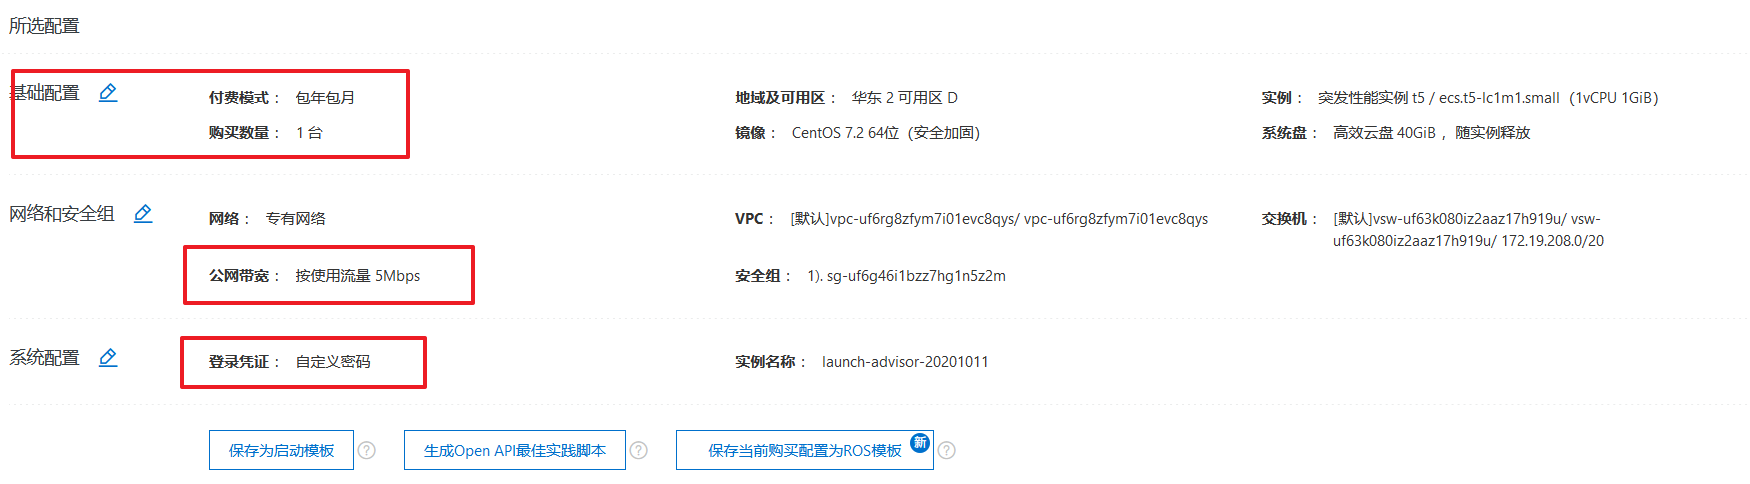 所选配置
基础配置
付费模式： 包年包月
地域及可用区： 华东 2 可用区 D
实例： 突发性能实例 t5 / ecs.t5-lc1m1.small（1vCPU 1GiB）
购买数量： 1 台
镜像： CentOS 7.2 64位（安全加固）
系统盘： 高效云盘 40GiB ，随实例释放
网络和安全组
网络： 专有网络
VPC： [默认]vpc-uf6rg8zfym7i01evc8qys/ vpc-uf6rg8zfym7i01evc8qys
交换机： [默认]vsw-uf63k080iz2aaz17h919u/ vsw-
uf63k080iz2aaz17h919u/ 172.19.208.0/20
公网带宽： 按使用流量 5Mbps
安全组： 1). sg-uf6g46i1bzz7hg1n5z2m
系统配置
登录凭证： 自定义密码
实例名称： launch-advisor-20201011
保存为启动模板 ?
生成Open API最佳实践脚本 ?
保存当前购买配置为ROS模板 新 ?